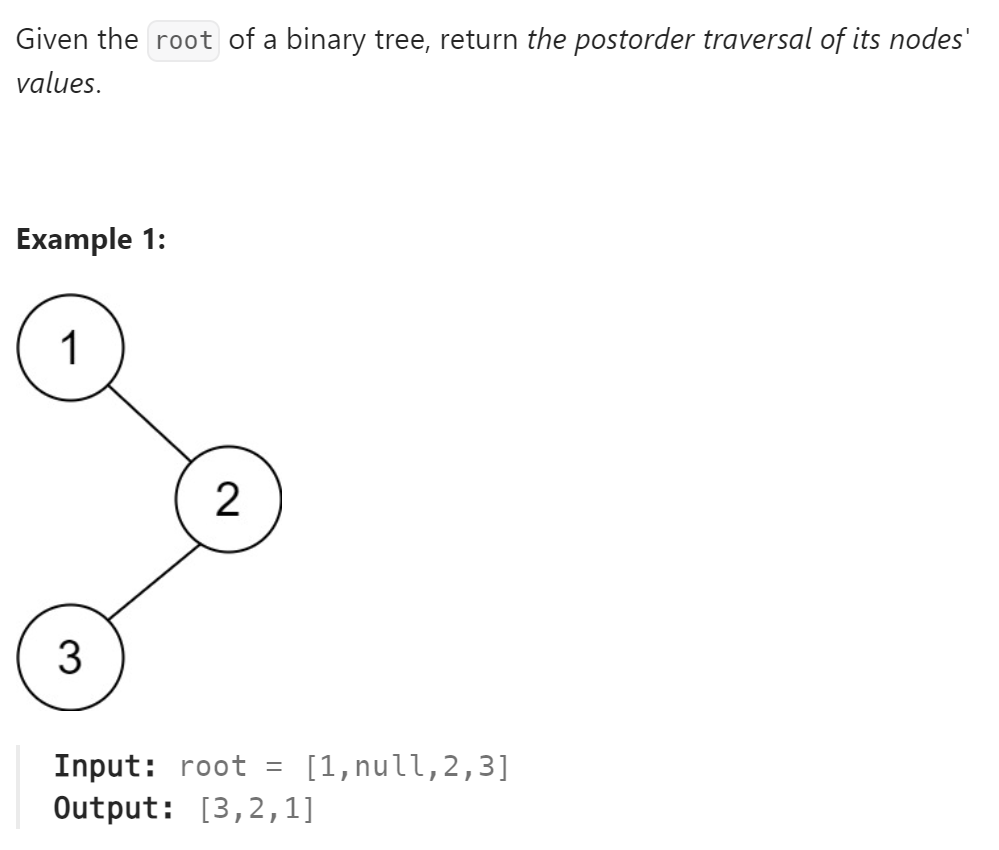 Given the root of a binary tree, return the postorder traversal of its nodes'
values.
Example 1:
1
2
3
Input: root = [1,null,2,3]
Output: [3,2,1]